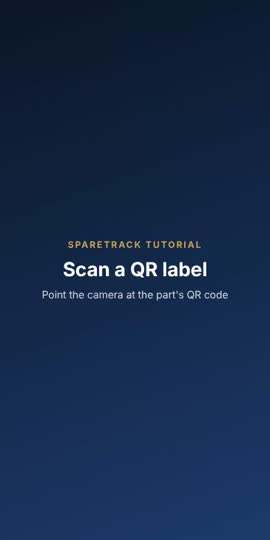 SPARETRACK TUTORIAL
Scan a QR label
Point the camera at the part's QR code